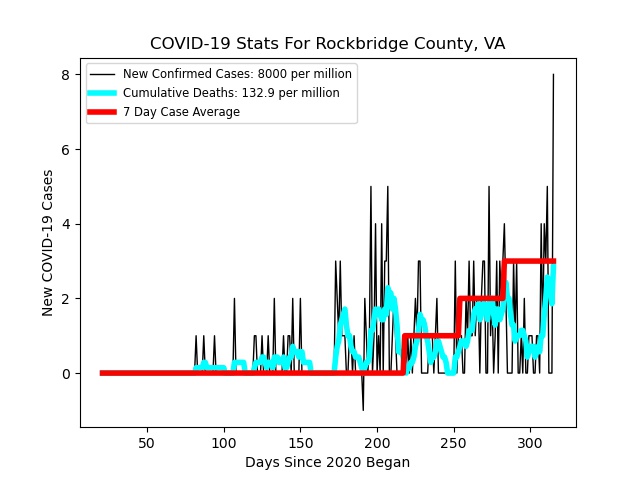 COVID-19 Stats For Rockbridge County, VA
New Confirmed Cases: 8000 per million
Cumulative Deaths: 132.9 per million
7 Day Case Average
New COVID-19 Cases
8
6
4
2
0
50 100 150 200 250 300
Days Since 2020 Began